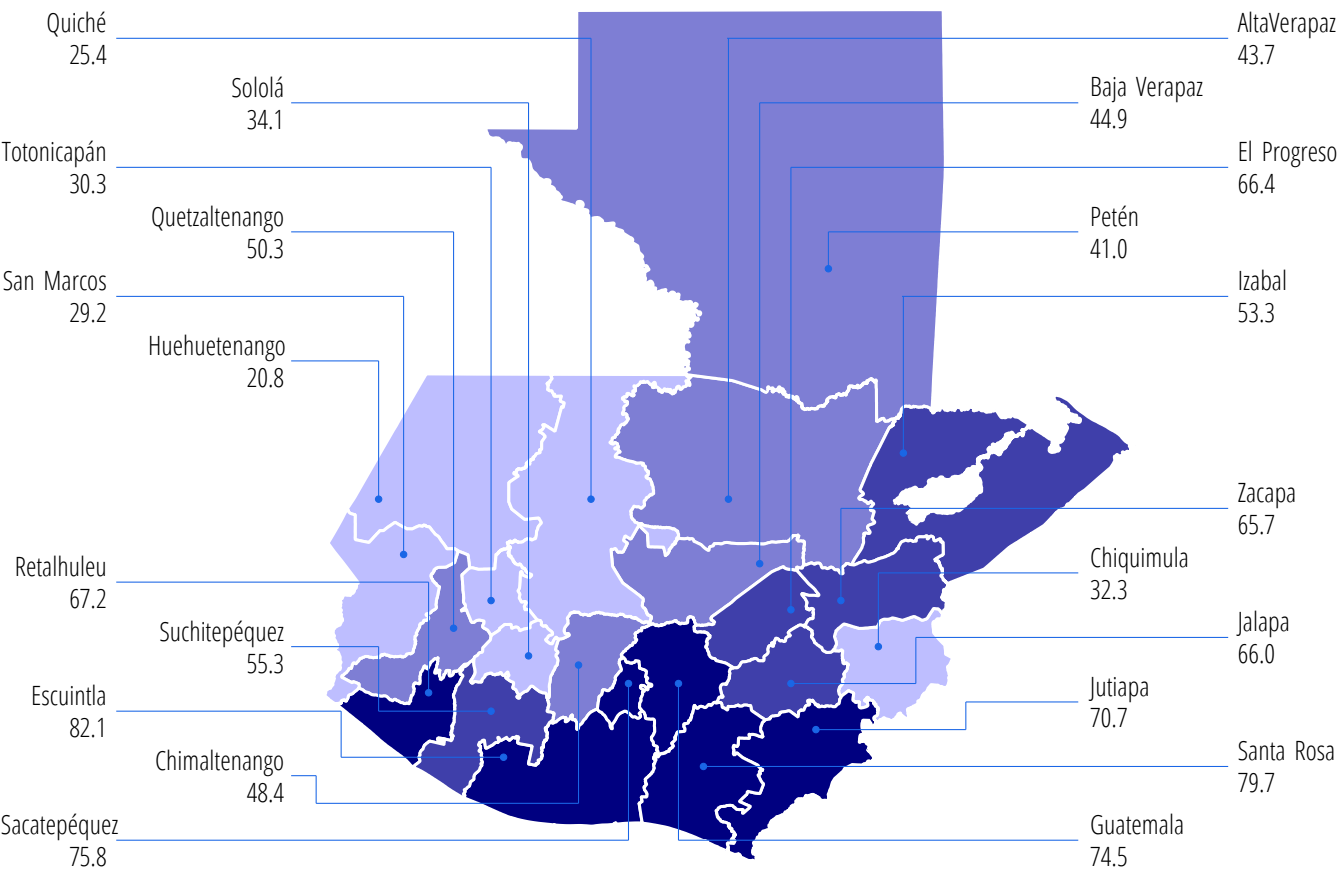 Quiché
25.4
Sololá
34.1
Totonicapán
30.3
Quetzaltenango
50.3
San Marcos
29.2
Huehuetenango
20.8
Retalhuleu
67.2
Suchitepéquez
55.3
Escuintla
82.1
Chimaltenango
48.4
Sacatepéquez
75.8
AltaVerapaz
43.7
Baja Verapaz
44.9
El Progreso
66.4
Petén
41.0
Izabal
53.3
Zacapa
65.7
Chiquimula
32.3
Jalapa
66.0
Jutiapa
70.7
Santa Rosa
79.7
Guatemala
74.5